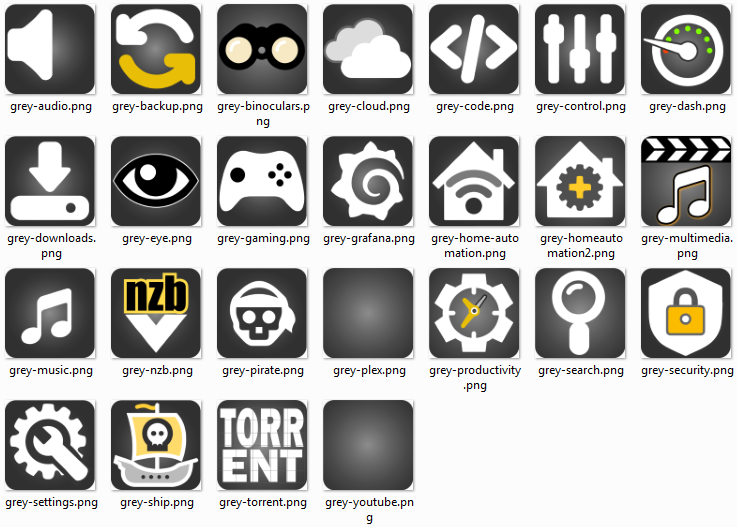 grey-audio.png
grey-backup.png
grey-binoculars.p
ng
grey-cloud.png
grey-code.png
grey-control.png
grey-dash.png
grey-downloads.
png
grey-eye.png
grey-gaming.png
grey-grafana.png
grey-home-auto
mation.png
grey-homeauto
mation2.png
grey-multimedia.
png
nzb
grey-music.png
grey-nzb.png
grey-pirate.png
grey-plex.png
grey-productivity
.png
grey-search.png
grey-security.png
TORR
ENT
grey-settings.png
grey-ship.png
grey-torrent.png
grey-youtube.pn
g